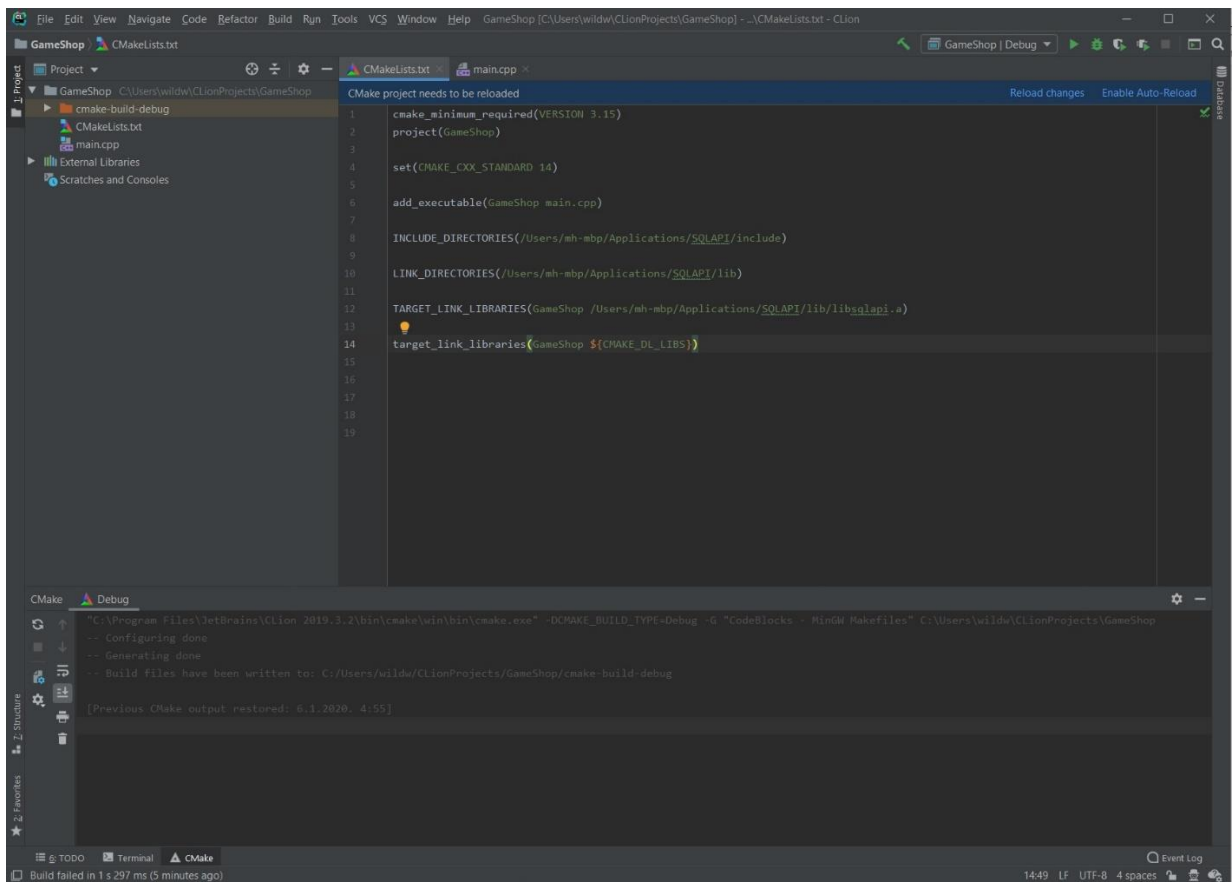 File Edit View Navigate Code Refactor Build Run Tools VCS Window Help GameShop [C:\Users\wildw\CLionProjects\GameShop] - ...\CMakeLists.txt - CLion
GameShop CMakeLists.txt
GameShop | Debug
1: Project
Project
CMakeLists.txt
main.cpp
GameShop C:\Users\wildw\CLionProjects\GameShop
cmake-build-debug
CMakeLists.txt
main.cpp
External Libraries
Scratches and Consoles
CMake project needs to be reloaded
Reload changes Enable Auto-Reload
Database
1 cmake_minimum_required(VERSION 3.15)
2 project(GameShop)
3
4 set(CMAKE_CXX_STANDARD 14)
5
6 add_executable(GameShop main.cpp)
7
8 INCLUDE_DIRECTORIES(/Users/mh-mbp/Applications/SQLAPI/include)
9
10 LINK_DIRECTORIES(/Users/mh-mbp/Applications/SQLAPI/lib)
11
12 TARGET_LINK_LIBRARIES(GameShop /Users/mh-mbp/Applications/SQLAPI/lib/libsqlapi.a)
13
14 target_link_libraries(GameShop ${CMAKE_DL_LIBS})
15
16
17
18
19
CMake Debug
"C:\Program Files\JetBrains\CLion 2019.3.2\bin\cmake\win\bin\cmake.exe" -DCMAKE_BUILD_TYPE=Debug -G "CodeBlocks - MinGW Makefiles" C:\Users\wildw\CLionProjects\GameShop
-- Configuring done
-- Generating done
-- Build files have been written to: C:/Users/wildw/CLionProjects/GameShop/cmake-build-debug
[Previous CMake output restored: 6.1.2020. 4:55]
Z: Structure
2: Favorites
6: TODO Terminal CMake
Event Log
Build failed in 1 s 297 ms (5 minutes ago)
14:49 LF UTF-8 4 spaces